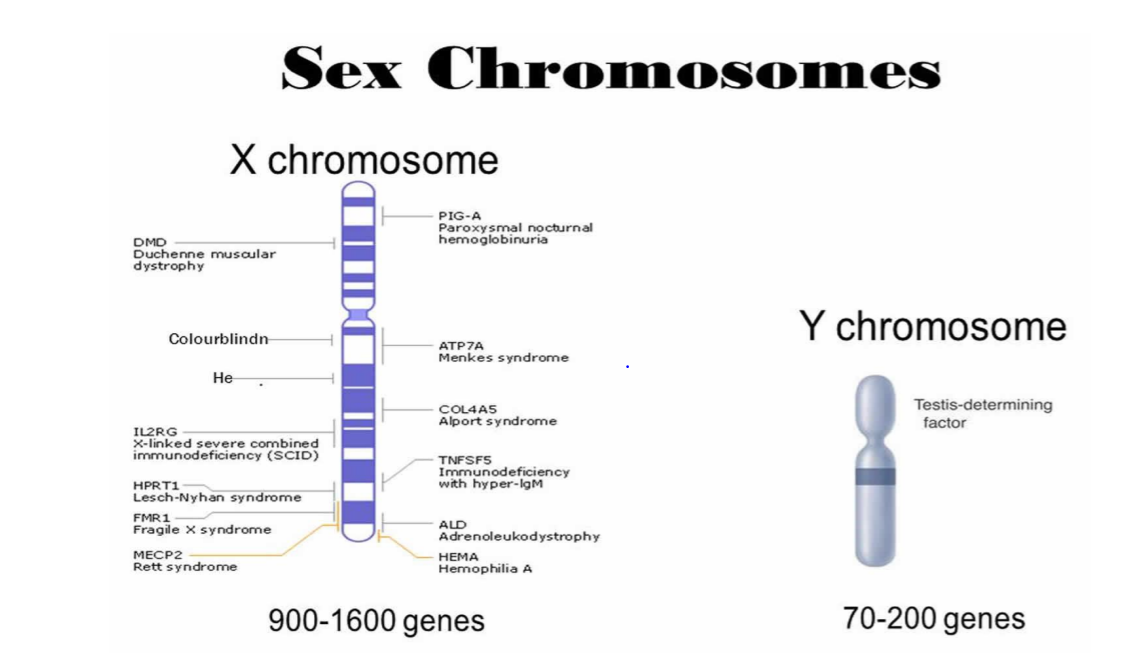 Sex Chromosomes
X chromosome
PIG-A
Paroxysmal nocturnal
hemoglobinuria
DMD
Duchenne muscular
dystrophy
Colourblindn
ATP7A
Menkes syndrome
He
COL4A5
Alport syndrome
IL2RG
X-linked severe combined
immunodeficiency (SCID)
TNFSF5
Immunodeficiency
with hyper-IgM
HPRT1
Lesch-Nyhan syndrome
FMR1
Fragile X syndrome
ALD
Adrenoleukodystrophy
MECP2
Rett syndrome
HEMA
Hemophilia A
900-1600 genes
Y chromosome
Testis-determining
factor
70-200 genes